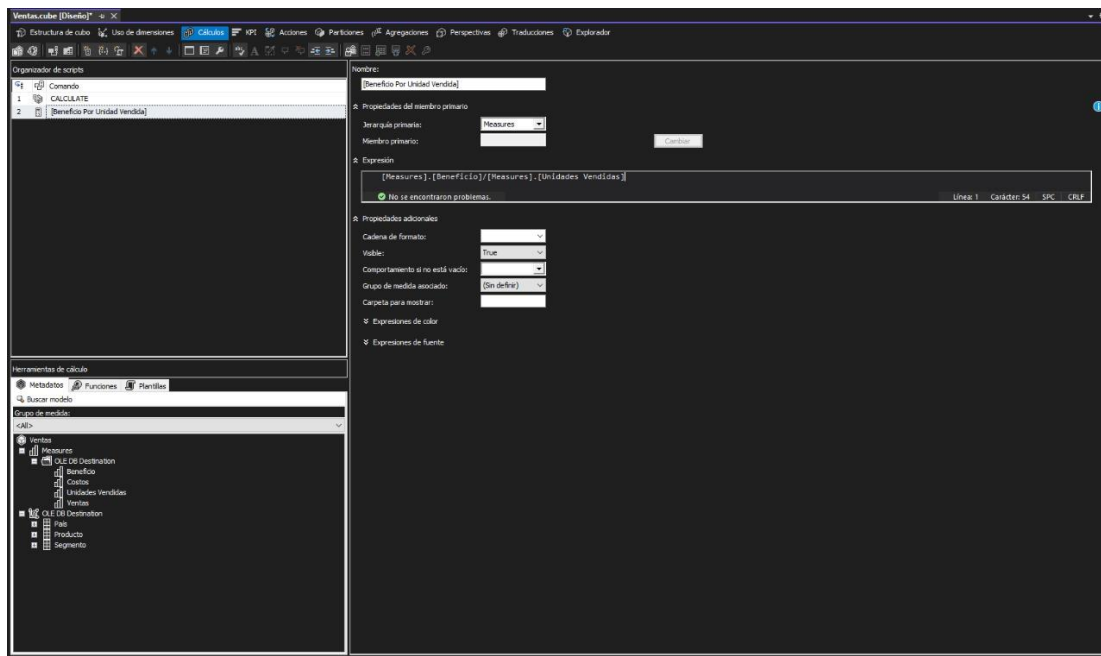 Ventas.cube [Diseño]*
Estructura de cubo Uso de dimensiones Cálculos KPI Acciones Particiones Agregaciones Perspectivas Traducciones Explorador
Organizador de scripts
Comando
1 CALCULATE
2 [Beneficio Por Unidad Vendida]
Nombre:
[Beneficio Por Unidad Vendida]
Propiedades del miembro primario
Jerarquía primaria: Measures
Miembro primario: Cambiar
Expresión
[Measures].[Beneficio]/[Measures].[Unidades Vendidas]
No se encontraron problemas. Línea: 1 Carácter: 54 SPC CRLF
Propiedades adicionales
Cadena de formato:
Visible: True
Comportamiento si no está vacío:
Grupo de medida asociado: (Sin definir)
Carpeta para mostrar:
Expresiones de color
Expresiones de fuente
Herramientas de cálculo
Metadatos Funciones Plantillas
Buscar modelo
Grupo de medida:
<All>
Ventas
Measures
OLE DB Destination
Beneficio
Costos
Unidades Vendidas
Ventas
OLE DB Destination
País
Producto
Segmento